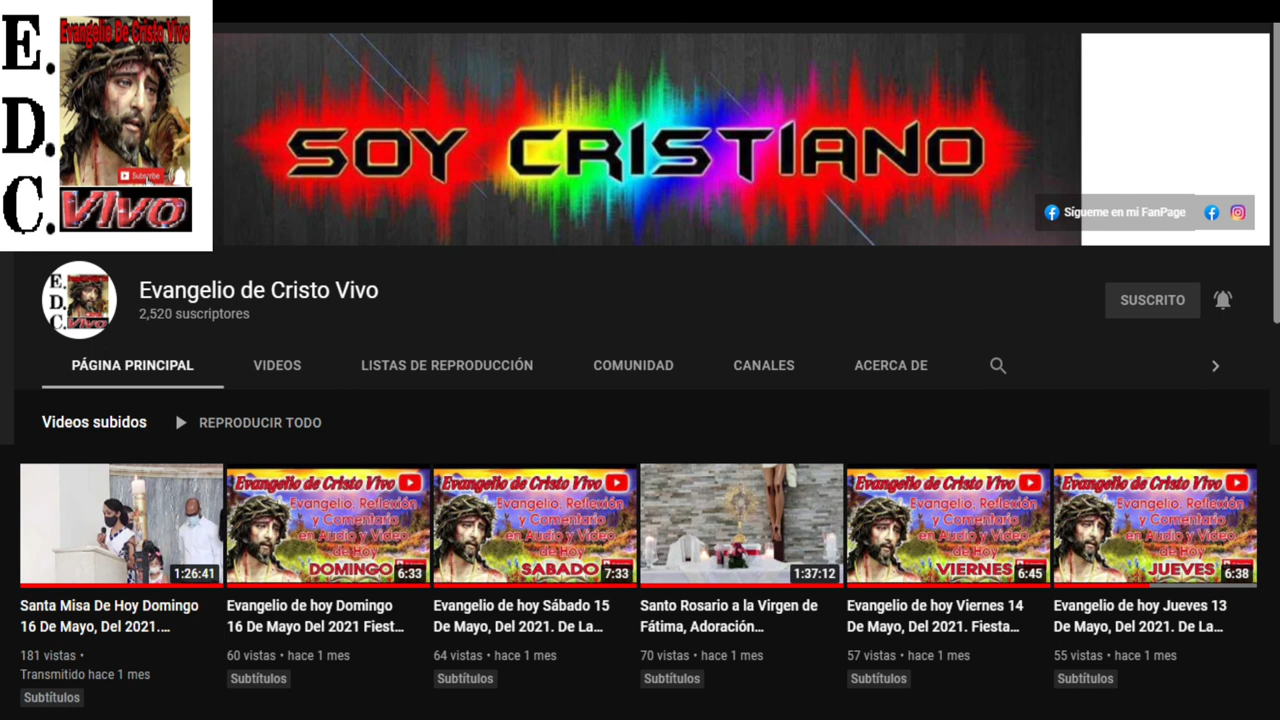 E.
D.
C.
Evangelio De Cristo Vivo
Subscribe
Vivo
SOY CRISTIANO
Sígueme en mi FanPage
E.
D.
C.
Vivo
Evangelio de Cristo Vivo
2,520 suscriptores
SUSCRITO
PÁGINA PRINCIPAL VIDEOS LISTAS DE REPRODUCCIÓN COMUNIDAD CANALES ACERCA DE
Videos subidos REPRODUCIR TODO
1:26:41
Santa Misa De Hoy Domingo
16 De Mayo, Del 2021....
181 vistas •
Transmitido hace 1 mes
Subtítulos
Evangelio de Cristo Vivo
Evangelio, Reflexión
y Comentario
en Audio y Video
de Hoy
DOMINGO 6:33
Evangelio de hoy Domingo
16 De Mayo Del 2021 Fiest...
60 vistas • hace 1 mes
Subtítulos
Evangelio de Cristo Vivo
Evangelio, Reflexión
y Comentario
en Audio y Video
de Hoy
SABADO 7:33
Evangelio de hoy Sábado 15
De Mayo, Del 2021. De La...
64 vistas • hace 1 mes
Subtítulos
1:37:12
Santo Rosario a la Virgen de
Fátima, Adoración...
70 vistas • hace 1 mes
Subtítulos
Evangelio de Cristo Vivo
Evangelio, Reflexión
y Comentario
en Audio y Video
de Hoy
VIERNES 6:45
Evangelio de hoy Viernes 14
De Mayo, Del 2021. Fiesta...
57 vistas • hace 1 mes
Subtítulos
Evangelio de Cristo Vivo
Evangelio, Reflexión
y Comentario
en Audio y Video
de Hoy
JUEVES 6:38
Evangelio de hoy Jueves 13
De Mayo, Del 2021. De La...
55 vistas • hace 1 mes
Subtítulos